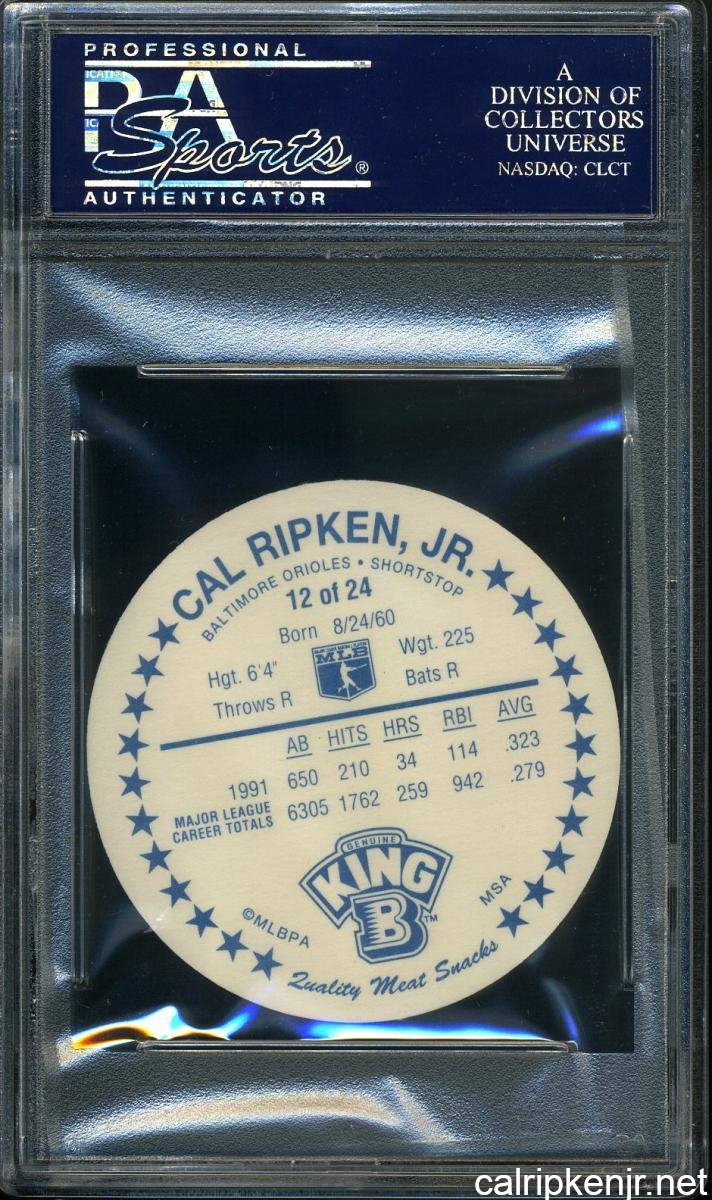 PROFESSIONAL
PSA
Sports®
AUTHENTICATOR
A
DIVISION OF
COLLECTORS
UNIVERSE
NASDAQ: CLCT
CAL RIPKEN, JR.
BALTIMORE ORIOLES • SHORTSTOP
12 of 24
Born 8/24/60
Hgt. 6'4" MLB Wgt. 225
Throws R Bats R
AB HITS HRS RBI AVG
1991 650 210 34 114 .323
MAJOR LEAGUE
CAREER TOTALS 6305 1762 259 942 .279
GENUINE
KING
B™
©MLBPA
MSA
Quality Meat Snacks
calripkenjr.net